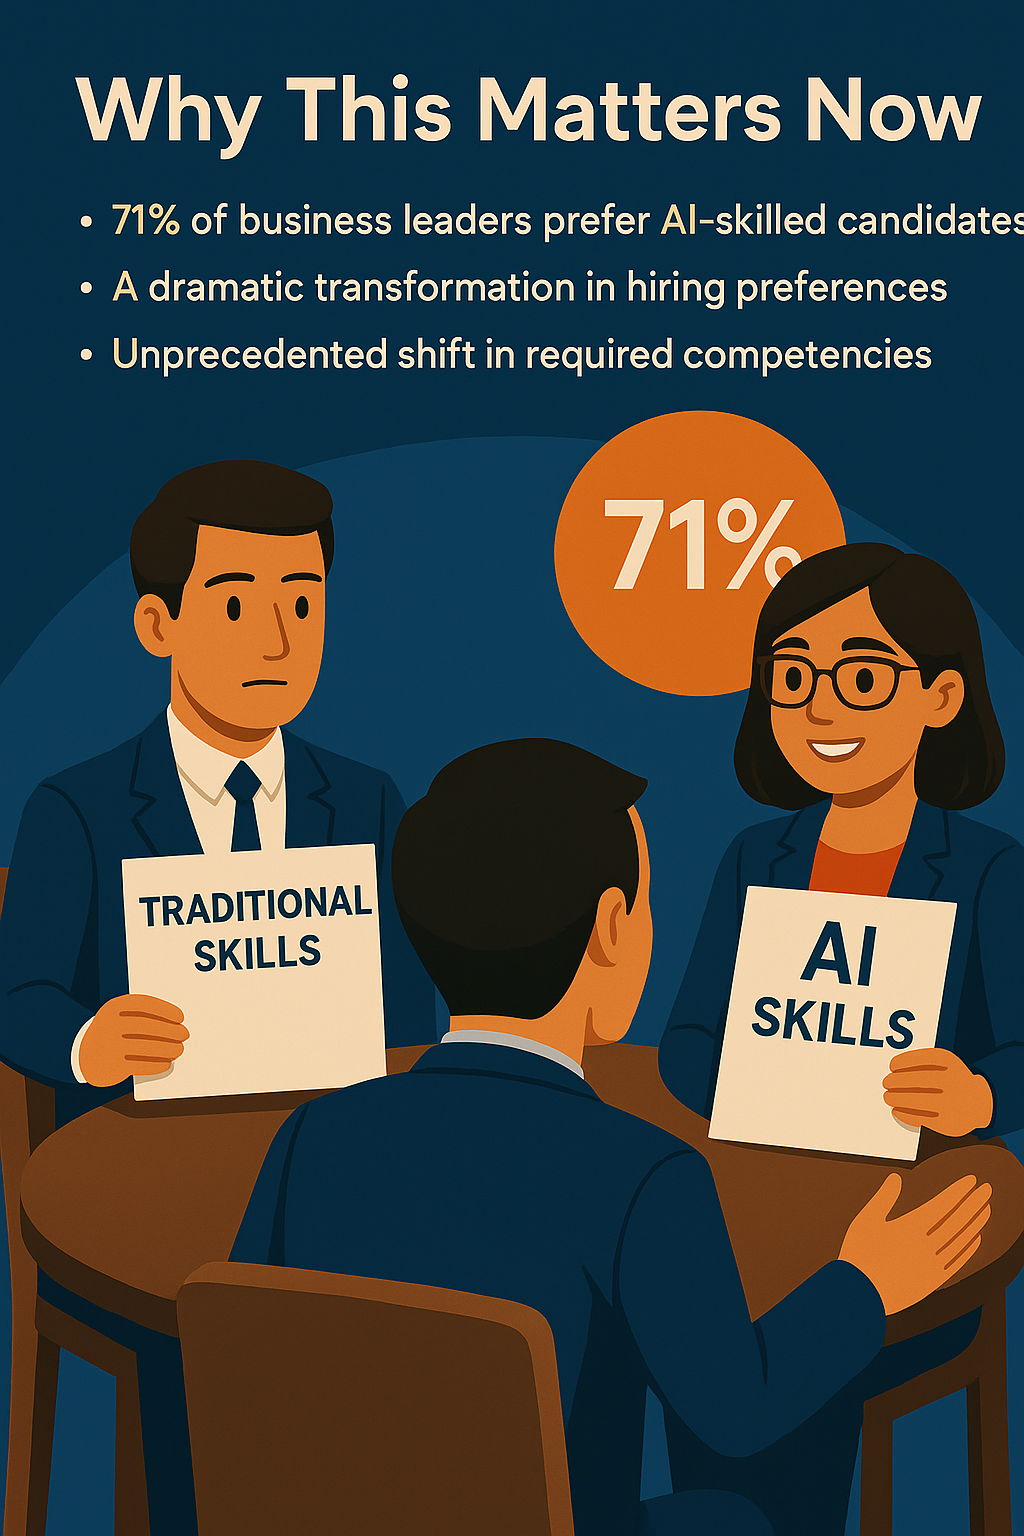 Why This Matters Now
• 71% of business leaders prefer AI-skilled candidates
• A dramatic transformation in hiring preferences
• Unprecedented shift in required competencies
71%
TRADITIONAL
SKILLS
AI
SKILLS